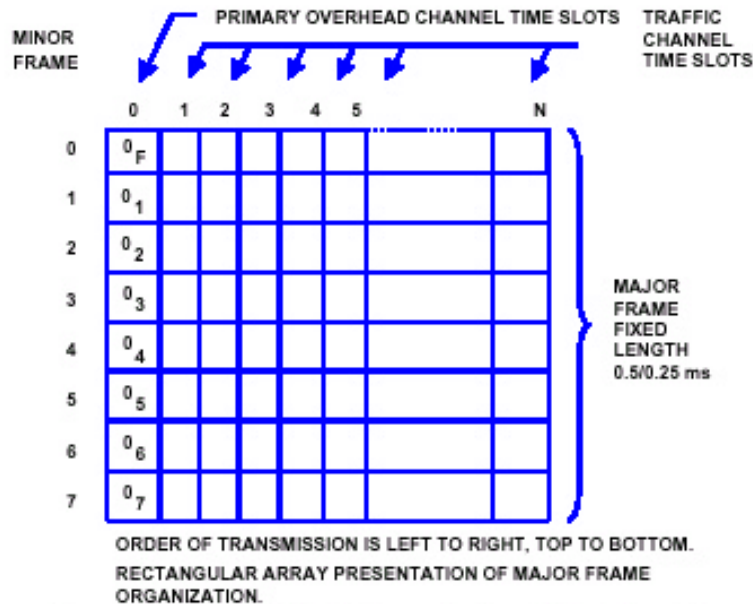 PRIMARY OVERHEAD CHANNEL TIME SLOTS
TRAFFIC
CHANNEL
TIME SLOTS
MINOR
FRAME
0 1 2 3 4 5 N
0 0F
1 01
2 02
3 03
4 04
5 05
6 06
7 07
MAJOR
FRAME
FIXED
LENGTH
0.5/0.25 ms
ORDER OF TRANSMISSION IS LEFT TO RIGHT, TOP TO BOTTOM.
RECTANGULAR ARRAY PRESENTATION OF MAJOR FRAME
ORGANIZATION.